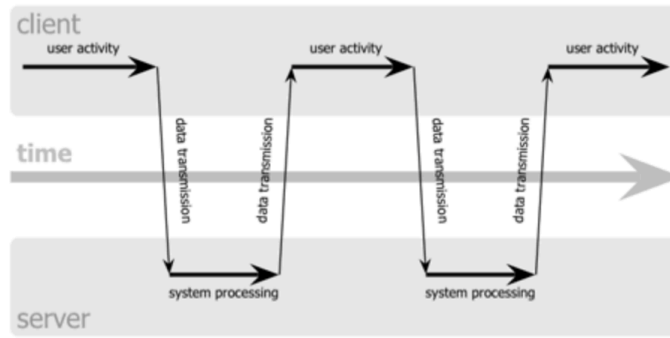 client
user activity
user activity
user activity
data transmission
data transmission
data transmission
data transmission
time
system processing
system processing
server